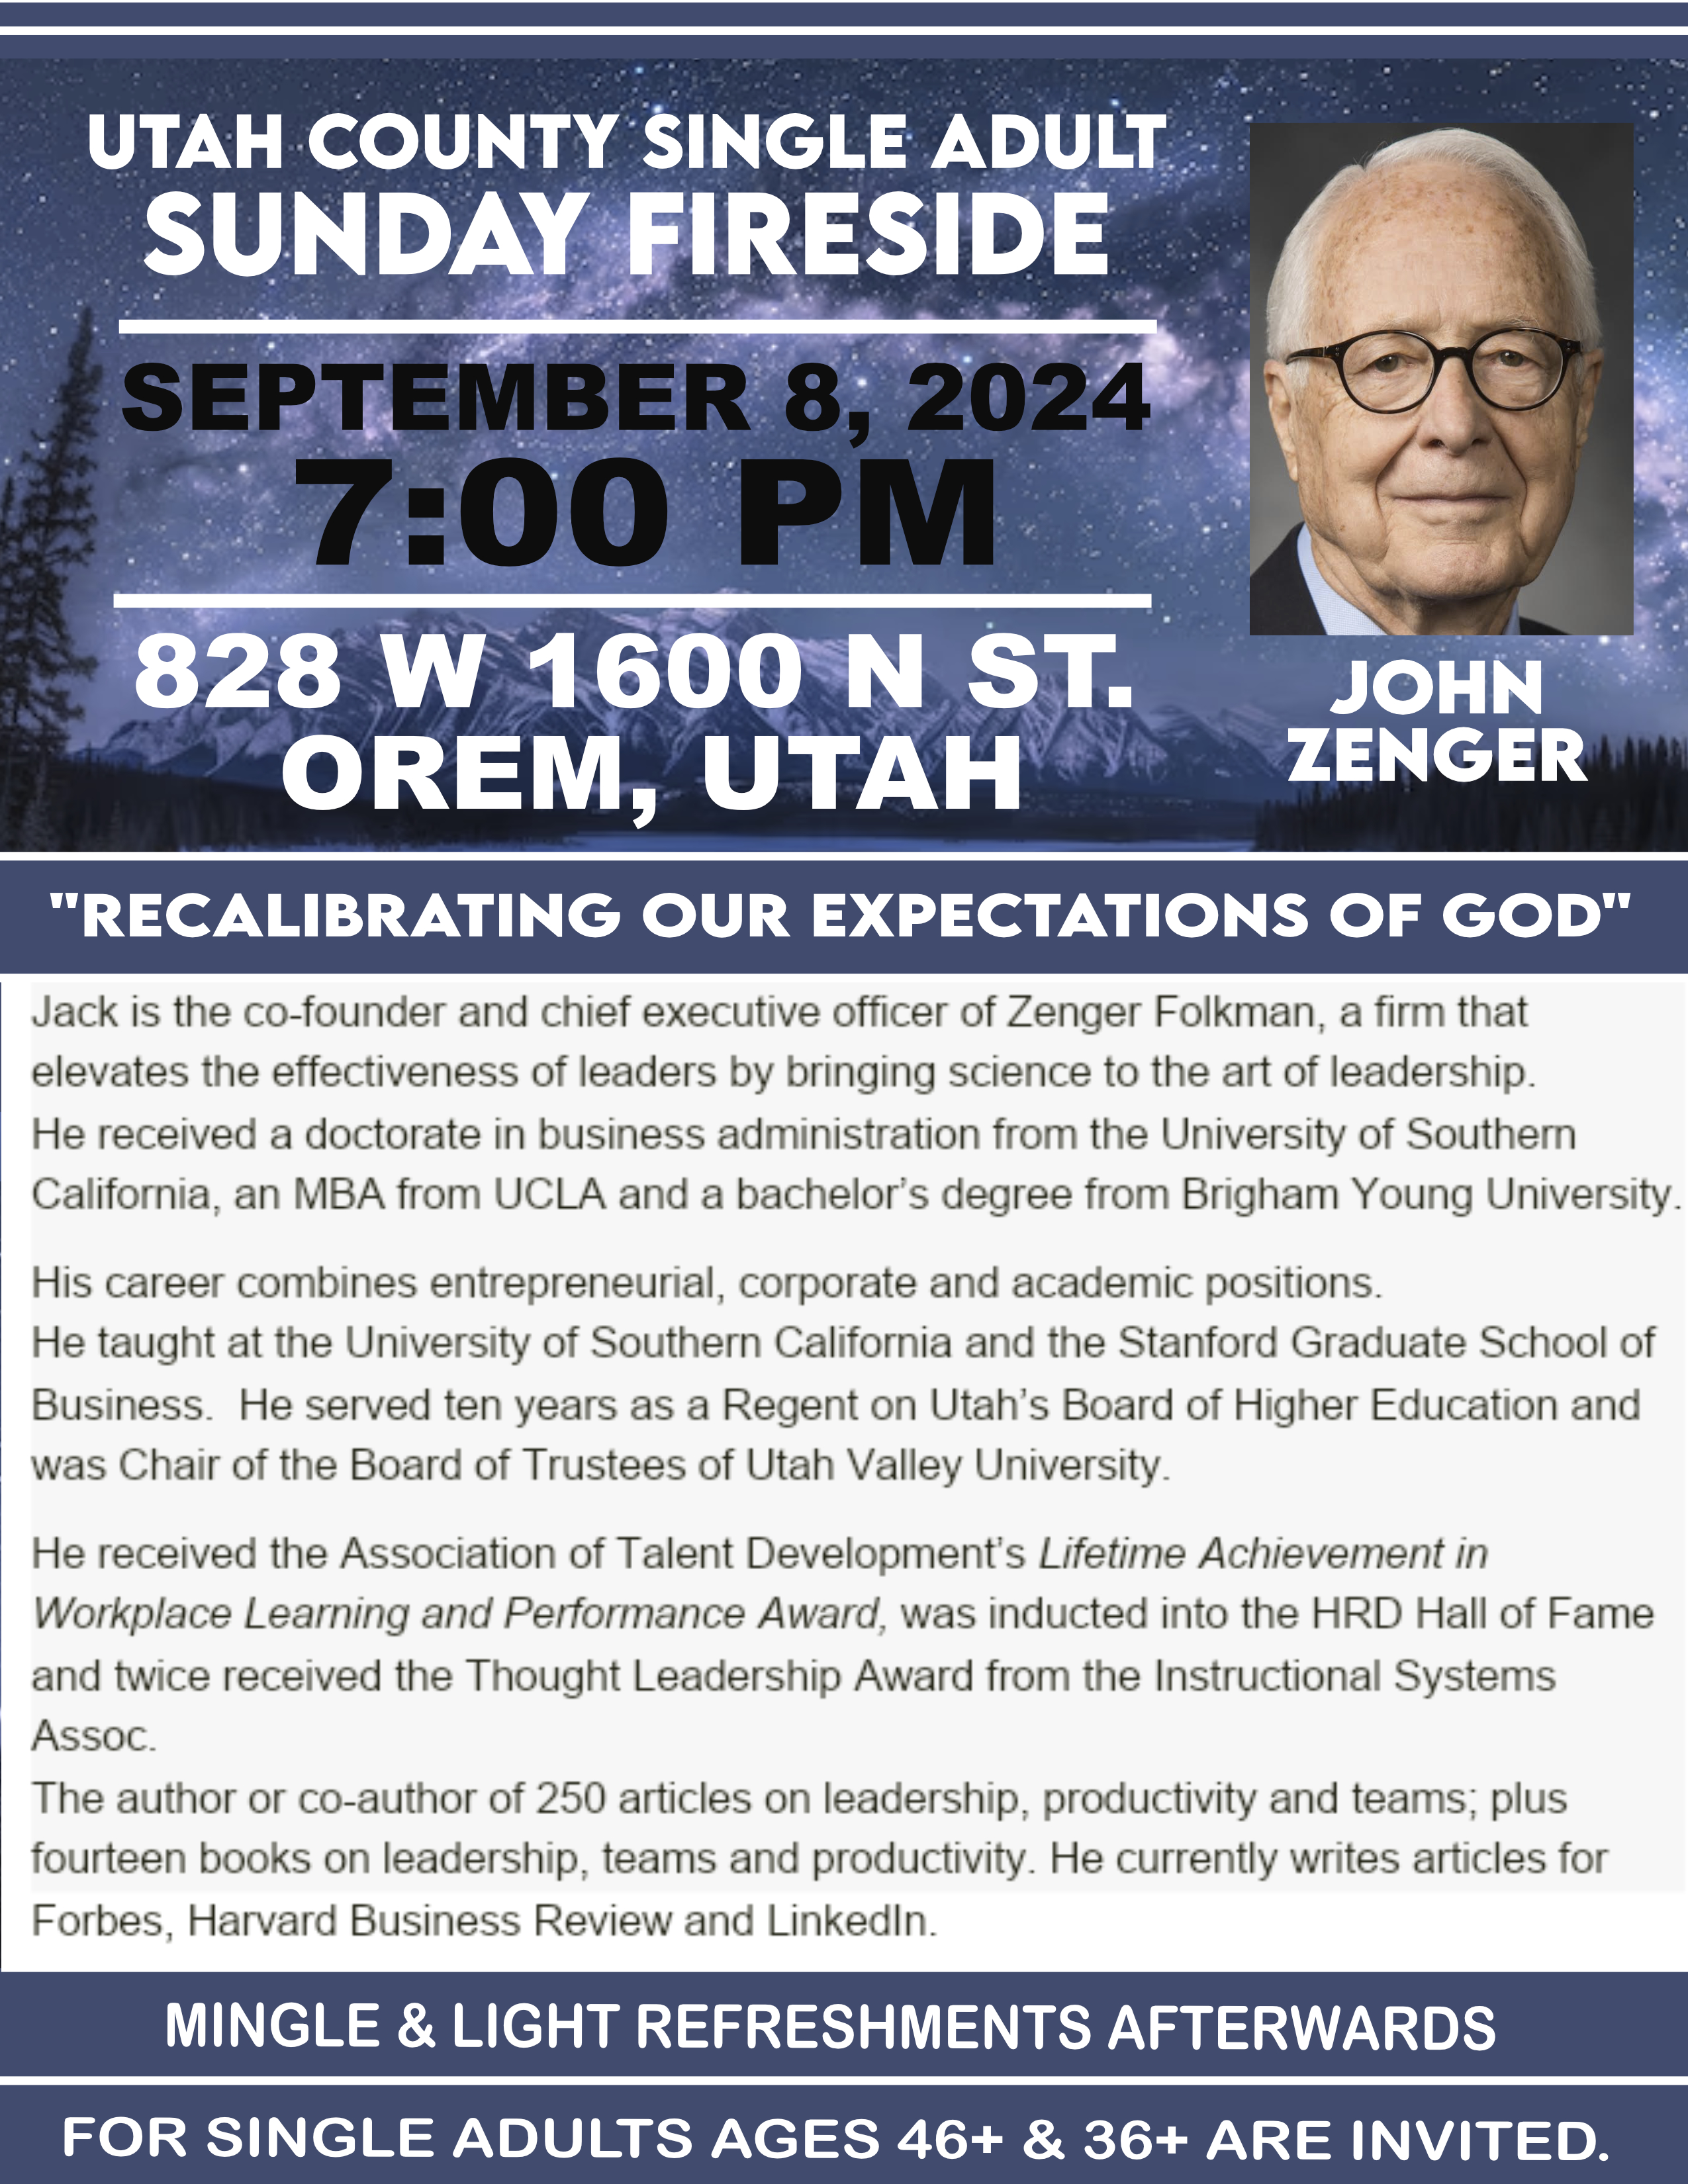 UTAH COUNTY SINGLE ADULT
SUNDAY FIRESIDE
SEPTEMBER 8, 2024
7:00 PM
828 W 1600 N ST.
OREM, UTAH
JOHN
ZENGER
"RECALIBRATING OUR EXPECTATIONS OF GOD"
Jack is the co-founder and chief executive officer of Zenger Folkman, a firm that
elevates the effectiveness of leaders by bringing science to the art of leadership.
He received a doctorate in business administration from the University of Southern
California, an MBA from UCLA and a bachelor’s degree from Brigham Young University.
His career combines entrepreneurial, corporate and academic positions.
He taught at the University of Southern California and the Stanford Graduate School of
Business.  He served ten years as a Regent on Utah’s Board of Higher Education and
was Chair of the Board of Trustees of Utah Valley University.
He received the Association of Talent Development’s Lifetime Achievement in
Workplace Learning and Performance Award, was inducted into the HRD Hall of Fame
and twice received the Thought Leadership Award from the Instructional Systems
Assoc.
The author or co-author of 250 articles on leadership, productivity and teams; plus
fourteen books on leadership, teams and productivity. He currently writes articles for
Forbes, Harvard Business Review and LinkedIn.
MINGLE & LIGHT REFRESHMENTS AFTERWARDS
FOR SINGLE ADULTS AGES 46+ & 36+ ARE INVITED.